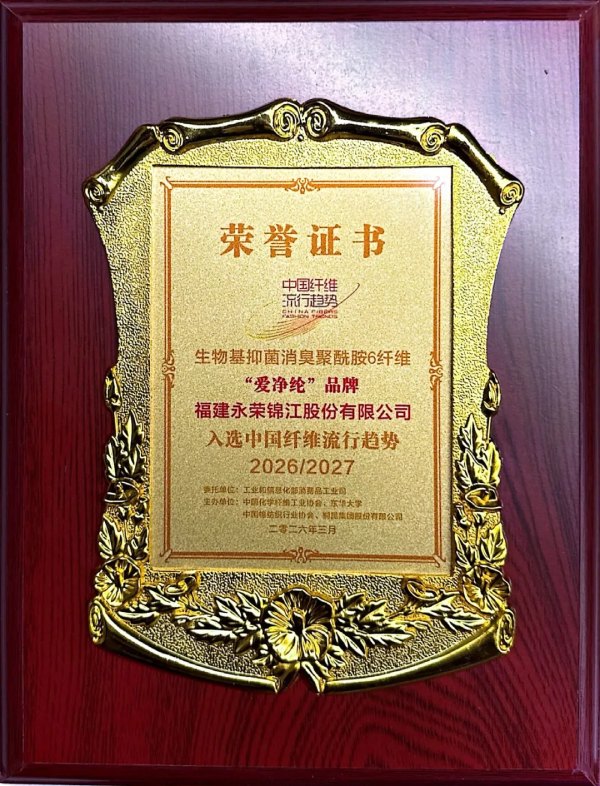 荣誉证书
中国纤维
流行趋势
CHINA FIBERS
FASHION TRENDS
生物基抑菌消臭聚酰胺6纤维
“爱净纶”品牌
福建永荣锦江股份有限公司
入选中国纤维流行趋势
2026/2027
委托单位：工业和信息化部消费品工业司
主办单位：中国化学纤维工业协会、东华大学
中国棉纺织行业协会、桐昆集团股份有限公司
二零二六年三月